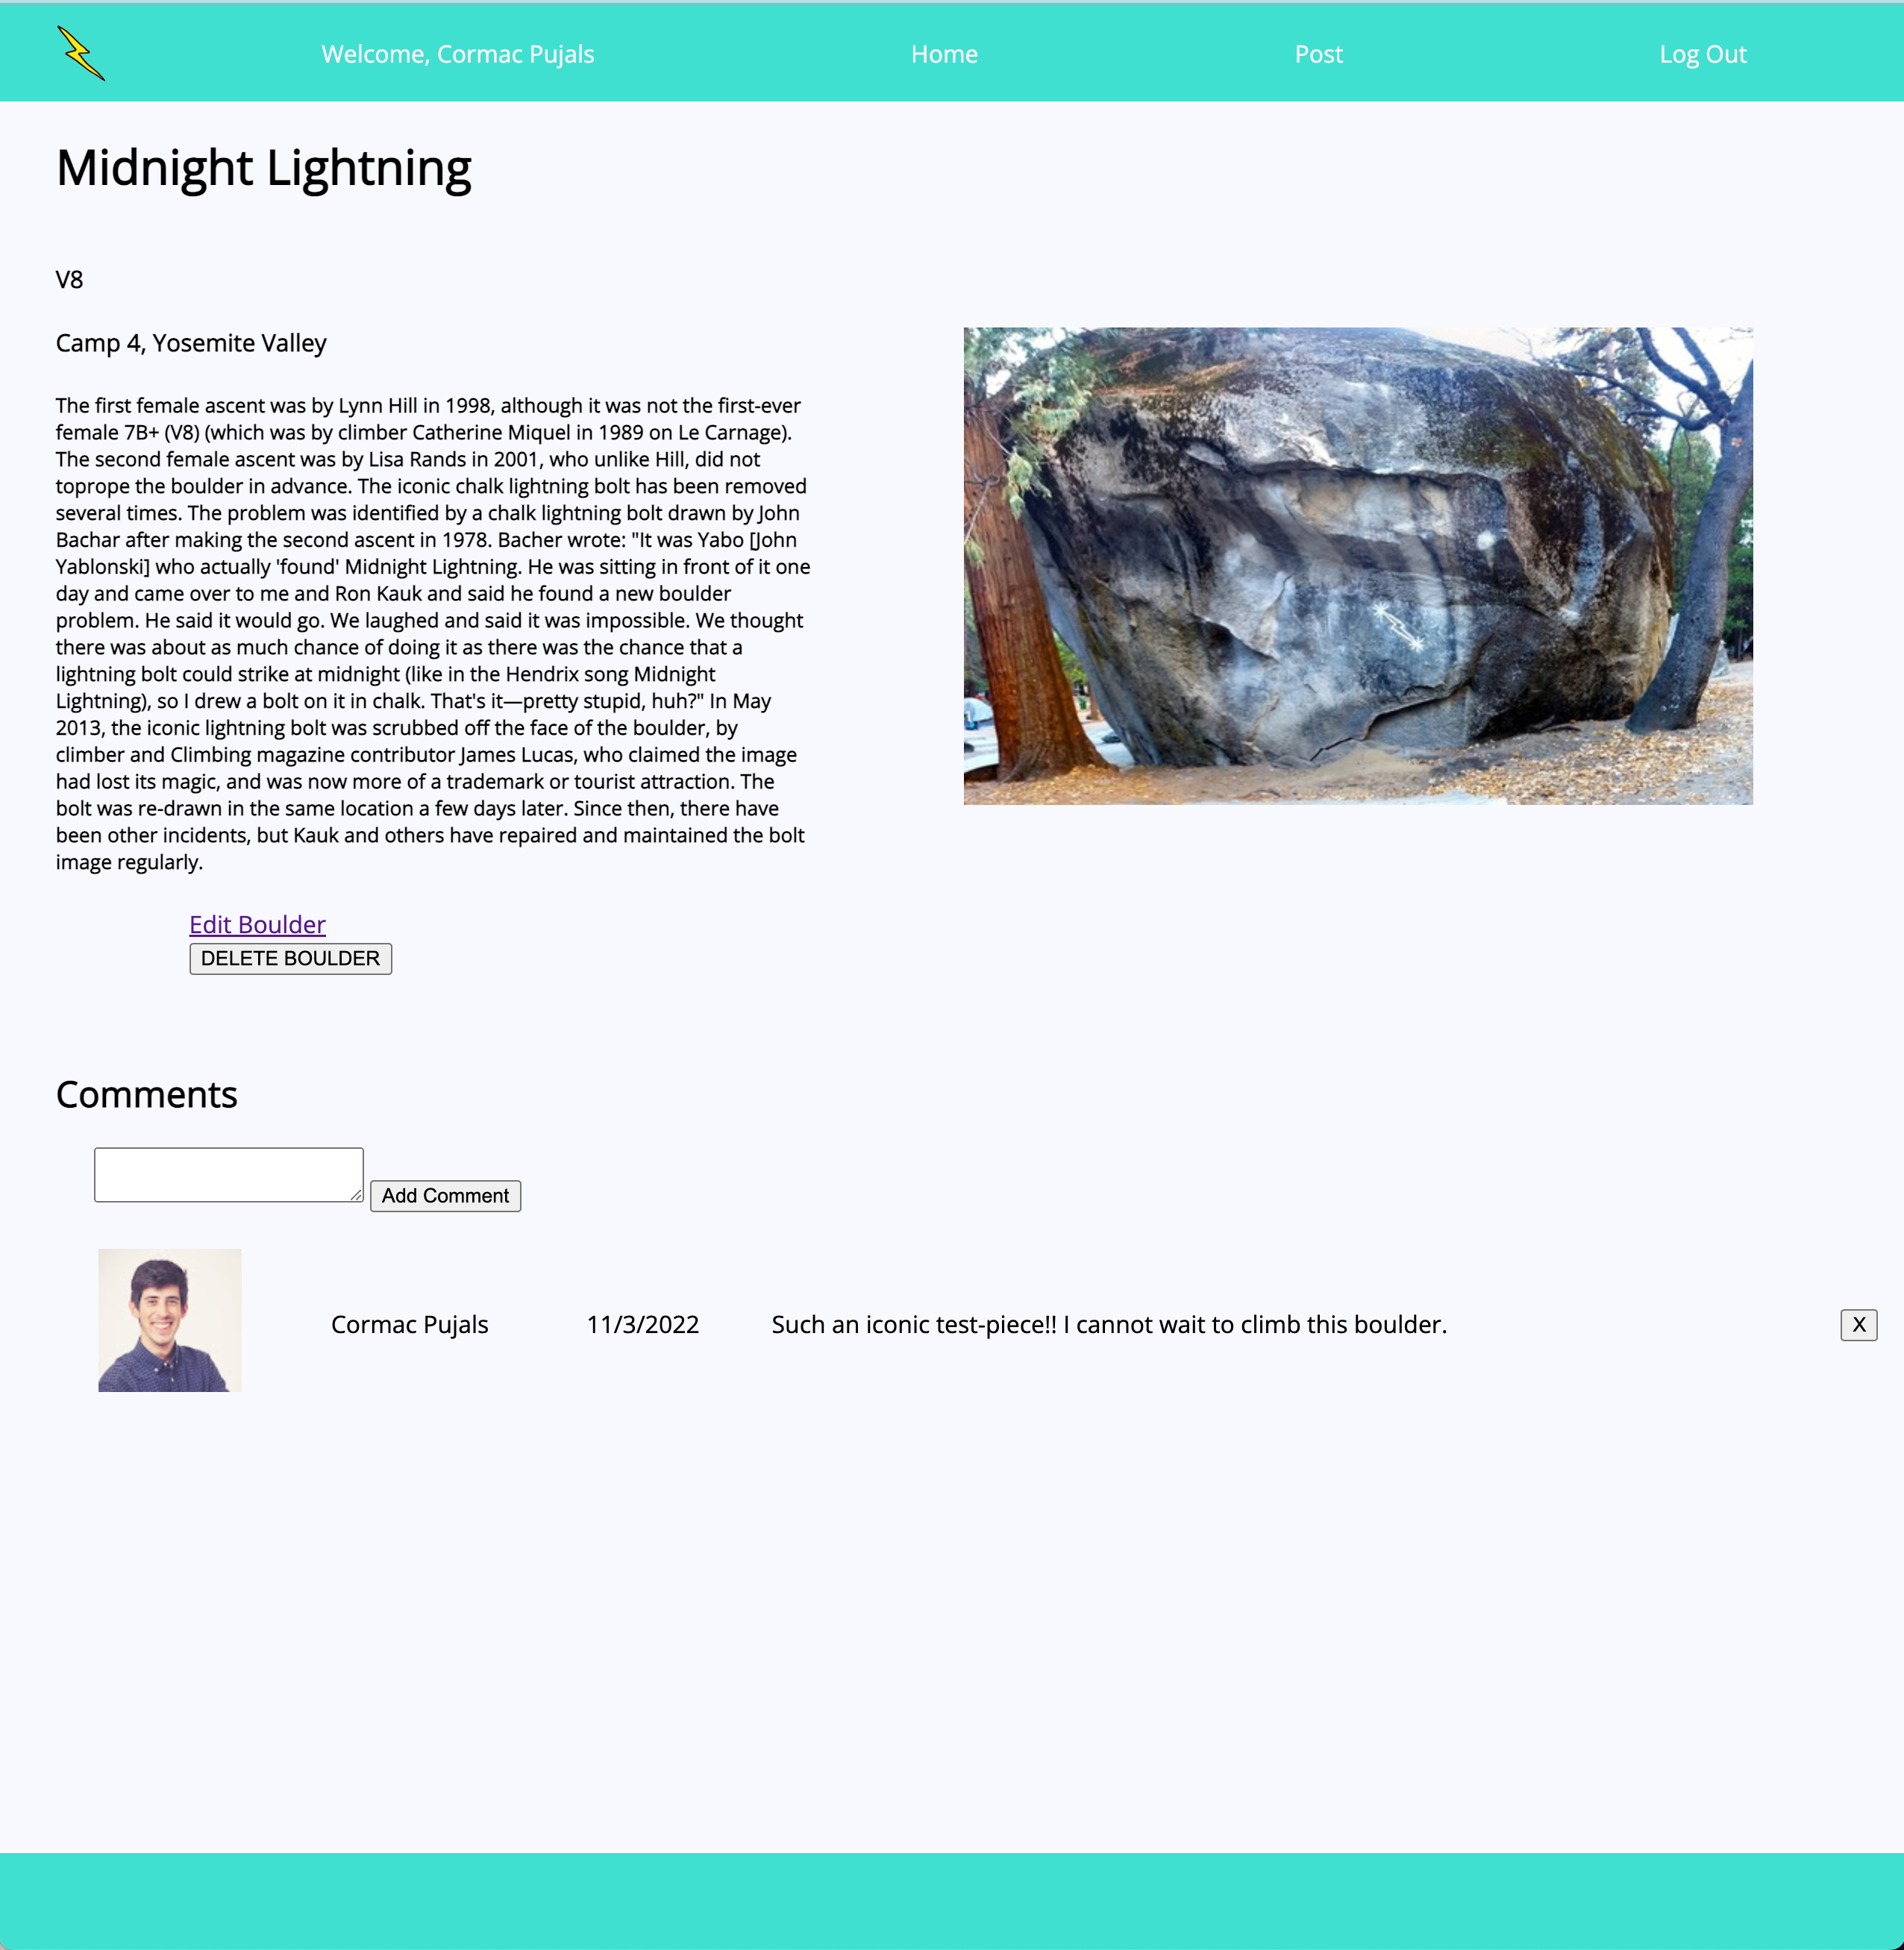 Welcome, Cormac Pujals
Home
Post
Log Out
Midnight Lightning
V8
Camp 4, Yosemite Valley
The first female ascent was by Lynn Hill in 1998, although it was not the first-ever
female 7B+ (V8) (which was by climber Catherine Miquel in 1989 on Le Carnage).
The second female ascent was by Lisa Rands in 2001, who unlike Hill, did not
toprope the boulder in advance. The iconic chalk lightning bolt has been removed
several times. The problem was identified by a chalk lightning bolt drawn by John
Bachar after making the second ascent in 1978. Bacher wrote: "It was Yabo [John
Yablonski] who actually 'found' Midnight Lightning. He was sitting in front of it one
day and came over to me and Ron Kauk and said he found a new boulder
problem. He said it would go. We laughed and said it was impossible. We thought
there was about as much chance of doing it as there was the chance that a
lightning bolt could strike at midnight (like in the Hendrix song Midnight
Lightning), so I drew a bolt on it in chalk. That's it—pretty stupid, huh?" In May
2013, the iconic lightning bolt was scrubbed off the face of the boulder, by
climber and Climbing magazine contributor James Lucas, who claimed the image
had lost its magic, and was now more of a trademark or tourist attraction. The
bolt was re-drawn in the same location a few days later. Since then, there have
been other incidents, but Kauk and others have repaired and maintained the bolt
image regularly.
Edit Boulder
DELETE BOULDER
Comments
Add Comment
Cormac Pujals
11/3/2022
Such an iconic test-piece!! I cannot wait to climb this boulder.
X